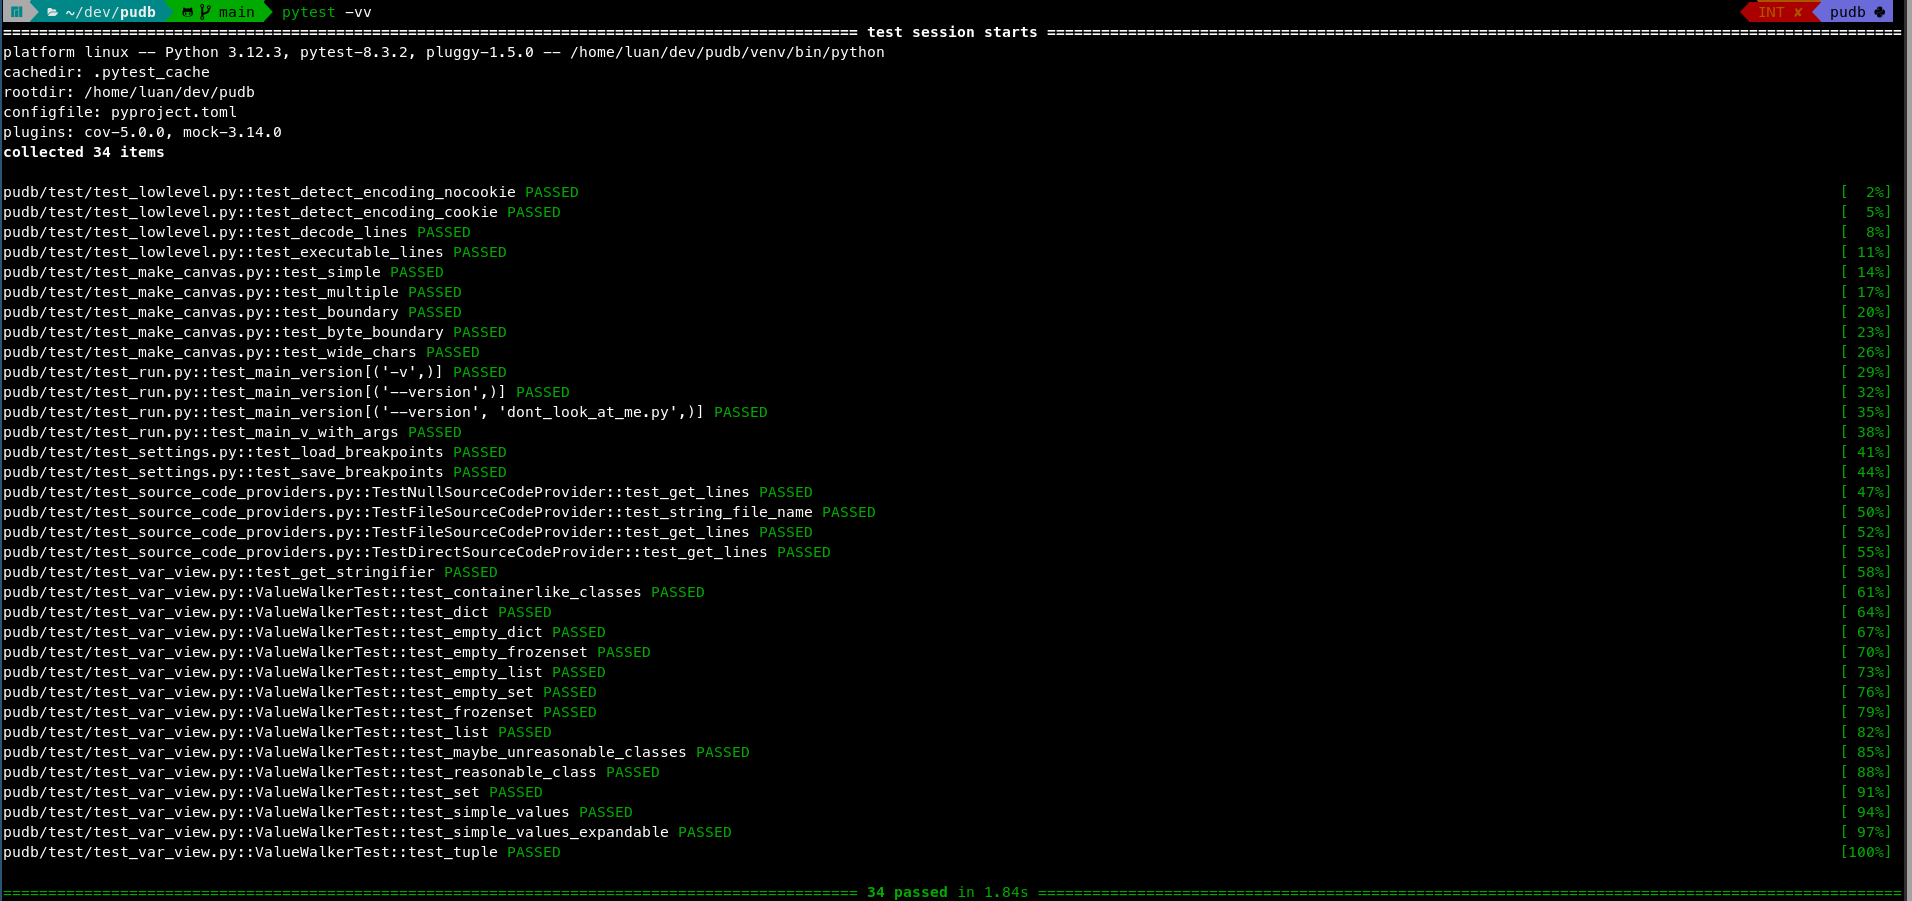 ~/dev/pudb main pytest -vv INT ✘ pudb
=============================================================================================== test session starts ===============================================================================================
platform linux -- Python 3.12.3, pytest-8.3.2, pluggy-1.5.0 -- /home/luan/dev/pudb/venv/bin/python
cachedir: .pytest_cache
rootdir: /home/luan/dev/pudb
configfile: pyproject.toml
plugins: cov-5.0.0, mock-3.14.0
collected 34 items
pudb/test/test_lowlevel.py::test_detect_encoding_nocookie PASSED [  2%]
pudb/test/test_lowlevel.py::test_detect_encoding_cookie PASSED [  5%]
pudb/test/test_lowlevel.py::test_decode_lines PASSED [  8%]
pudb/test/test_lowlevel.py::test_executable_lines PASSED [ 11%]
pudb/test/test_make_canvas.py::test_simple PASSED [ 14%]
pudb/test/test_make_canvas.py::test_multiple PASSED [ 17%]
pudb/test/test_make_canvas.py::test_boundary PASSED [ 20%]
pudb/test/test_make_canvas.py::test_byte_boundary PASSED [ 23%]
pudb/test/test_make_canvas.py::test_wide_chars PASSED [ 26%]
pudb/test/test_run.py::test_main_version[('-v',)] PASSED [ 29%]
pudb/test/test_run.py::test_main_version[('--version',)] PASSED [ 32%]
pudb/test/test_run.py::test_main_version[('--version', 'dont_look_at_me.py',)] PASSED [ 35%]
pudb/test/test_run.py::test_main_v_with_args PASSED [ 38%]
pudb/test/test_settings.py::test_load_breakpoints PASSED [ 41%]
pudb/test/test_settings.py::test_save_breakpoints PASSED [ 44%]
pudb/test/test_source_code_providers.py::TestNullSourceCodeProvider::test_get_lines PASSED [ 47%]
pudb/test/test_source_code_providers.py::TestFileSourceCodeProvider::test_string_file_name PASSED [ 50%]
pudb/test/test_source_code_providers.py::TestFileSourceCodeProvider::test_get_lines PASSED [ 52%]
pudb/test/test_source_code_providers.py::TestDirectSourceCodeProvider::test_get_lines PASSED [ 55%]
pudb/test/test_var_view.py::test_get_stringifier PASSED [ 58%]
pudb/test/test_var_view.py::ValueWalkerTest::test_containerlike_classes PASSED [ 61%]
pudb/test/test_var_view.py::ValueWalkerTest::test_dict PASSED [ 64%]
pudb/test/test_var_view.py::ValueWalkerTest::test_empty_dict PASSED [ 67%]
pudb/test/test_var_view.py::ValueWalkerTest::test_empty_frozenset PASSED [ 70%]
pudb/test/test_var_view.py::ValueWalkerTest::test_empty_list PASSED [ 73%]
pudb/test/test_var_view.py::ValueWalkerTest::test_empty_set PASSED [ 76%]
pudb/test/test_var_view.py::ValueWalkerTest::test_frozenset PASSED [ 79%]
pudb/test/test_var_view.py::ValueWalkerTest::test_list PASSED [ 82%]
pudb/test/test_var_view.py::ValueWalkerTest::test_maybe_unreasonable_classes PASSED [ 85%]
pudb/test/test_var_view.py::ValueWalkerTest::test_reasonable_class PASSED [ 88%]
pudb/test/test_var_view.py::ValueWalkerTest::test_set PASSED [ 91%]
pudb/test/test_var_view.py::ValueWalkerTest::test_simple_values PASSED [ 94%]
pudb/test/test_var_view.py::ValueWalkerTest::test_simple_values_expandable PASSED [ 97%]
pudb/test/test_var_view.py::ValueWalkerTest::test_tuple PASSED [100%]
=============================================================================================== 34 passed in 1.84s ================================================================================================